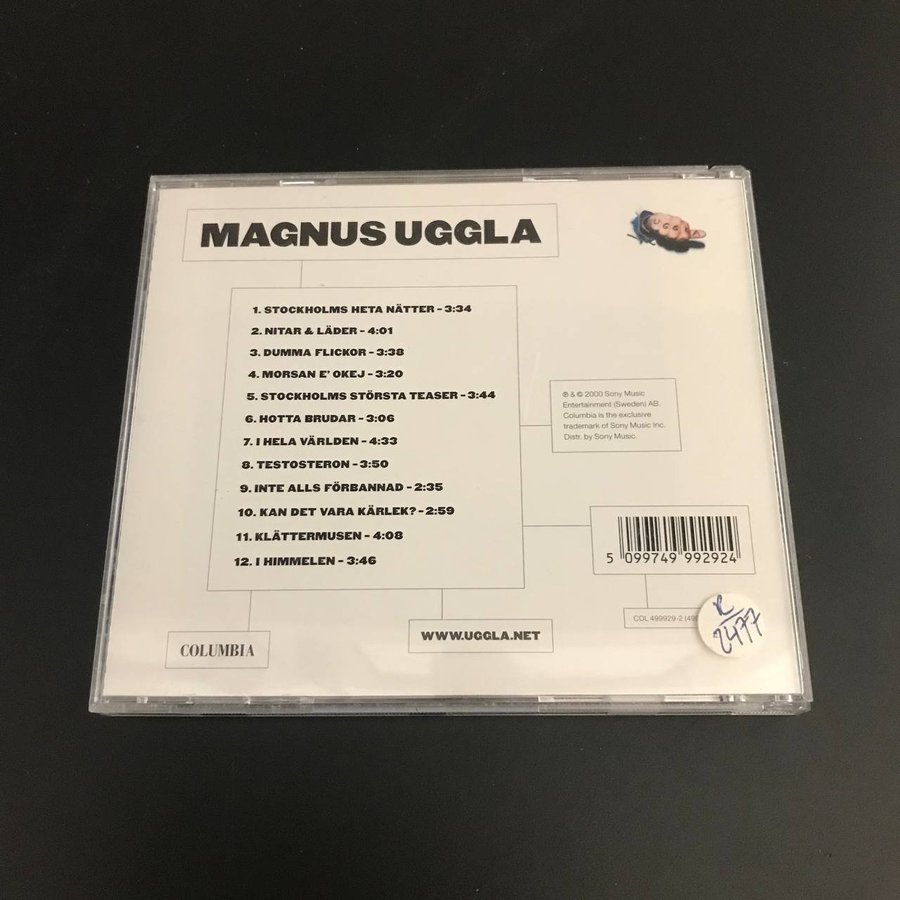 MAGNUS UGGLA
UGGLA
1. STOCKHOLMS HETA NÄTTER – 3:34
2. NITAR & LÄDER – 4:01
3. DUMMA FLICKOR – 3:38
4. MORSAN E' OKEJ – 3:20
5. STOCKHOLMS STÖRSTA TEASER – 3:44
6. HOTTA BRUDAR – 3:06
7. I HELA VÄRLDEN – 4:33
8. TESTOSTERON – 3:50
9. INTE ALLS FÖRBANNAD – 2:35
10. KAN DET VARA KÄRLEK? – 2:59
11. KLÄTTERMUSEN – 4:08
12. I HIMMELEN – 3:46
℗ & © 2000 Sony Music
Entertainment (Sweden) AB.
Columbia is the exclusive
trademark of Sony Music Inc.
Distr. by Sony Music.
5 099749 992924
COL 499929-2
R
2477
WWW.UGGLA.NET
COLUMBIA